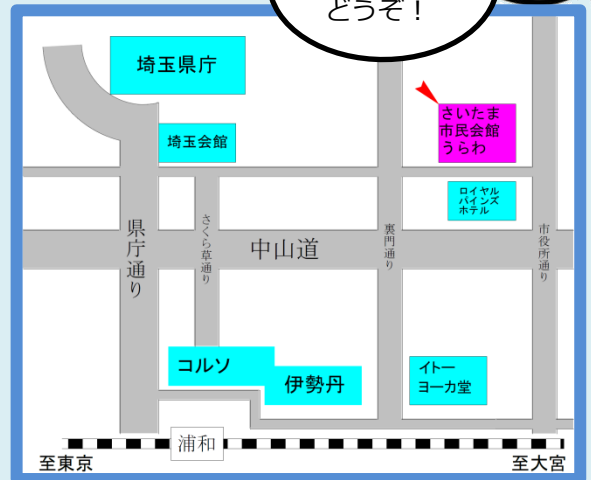 どうぞ！
埼玉県庁
さいたま
市民会館
うらわ
埼玉会館
ロイヤル
パインズ
ホテル
県庁通り
さくら草通り
中山道
裏門通り
市役所通り
コルソ
伊勢丹
イトー
ヨーカ堂
浦和
至東京
至大宮